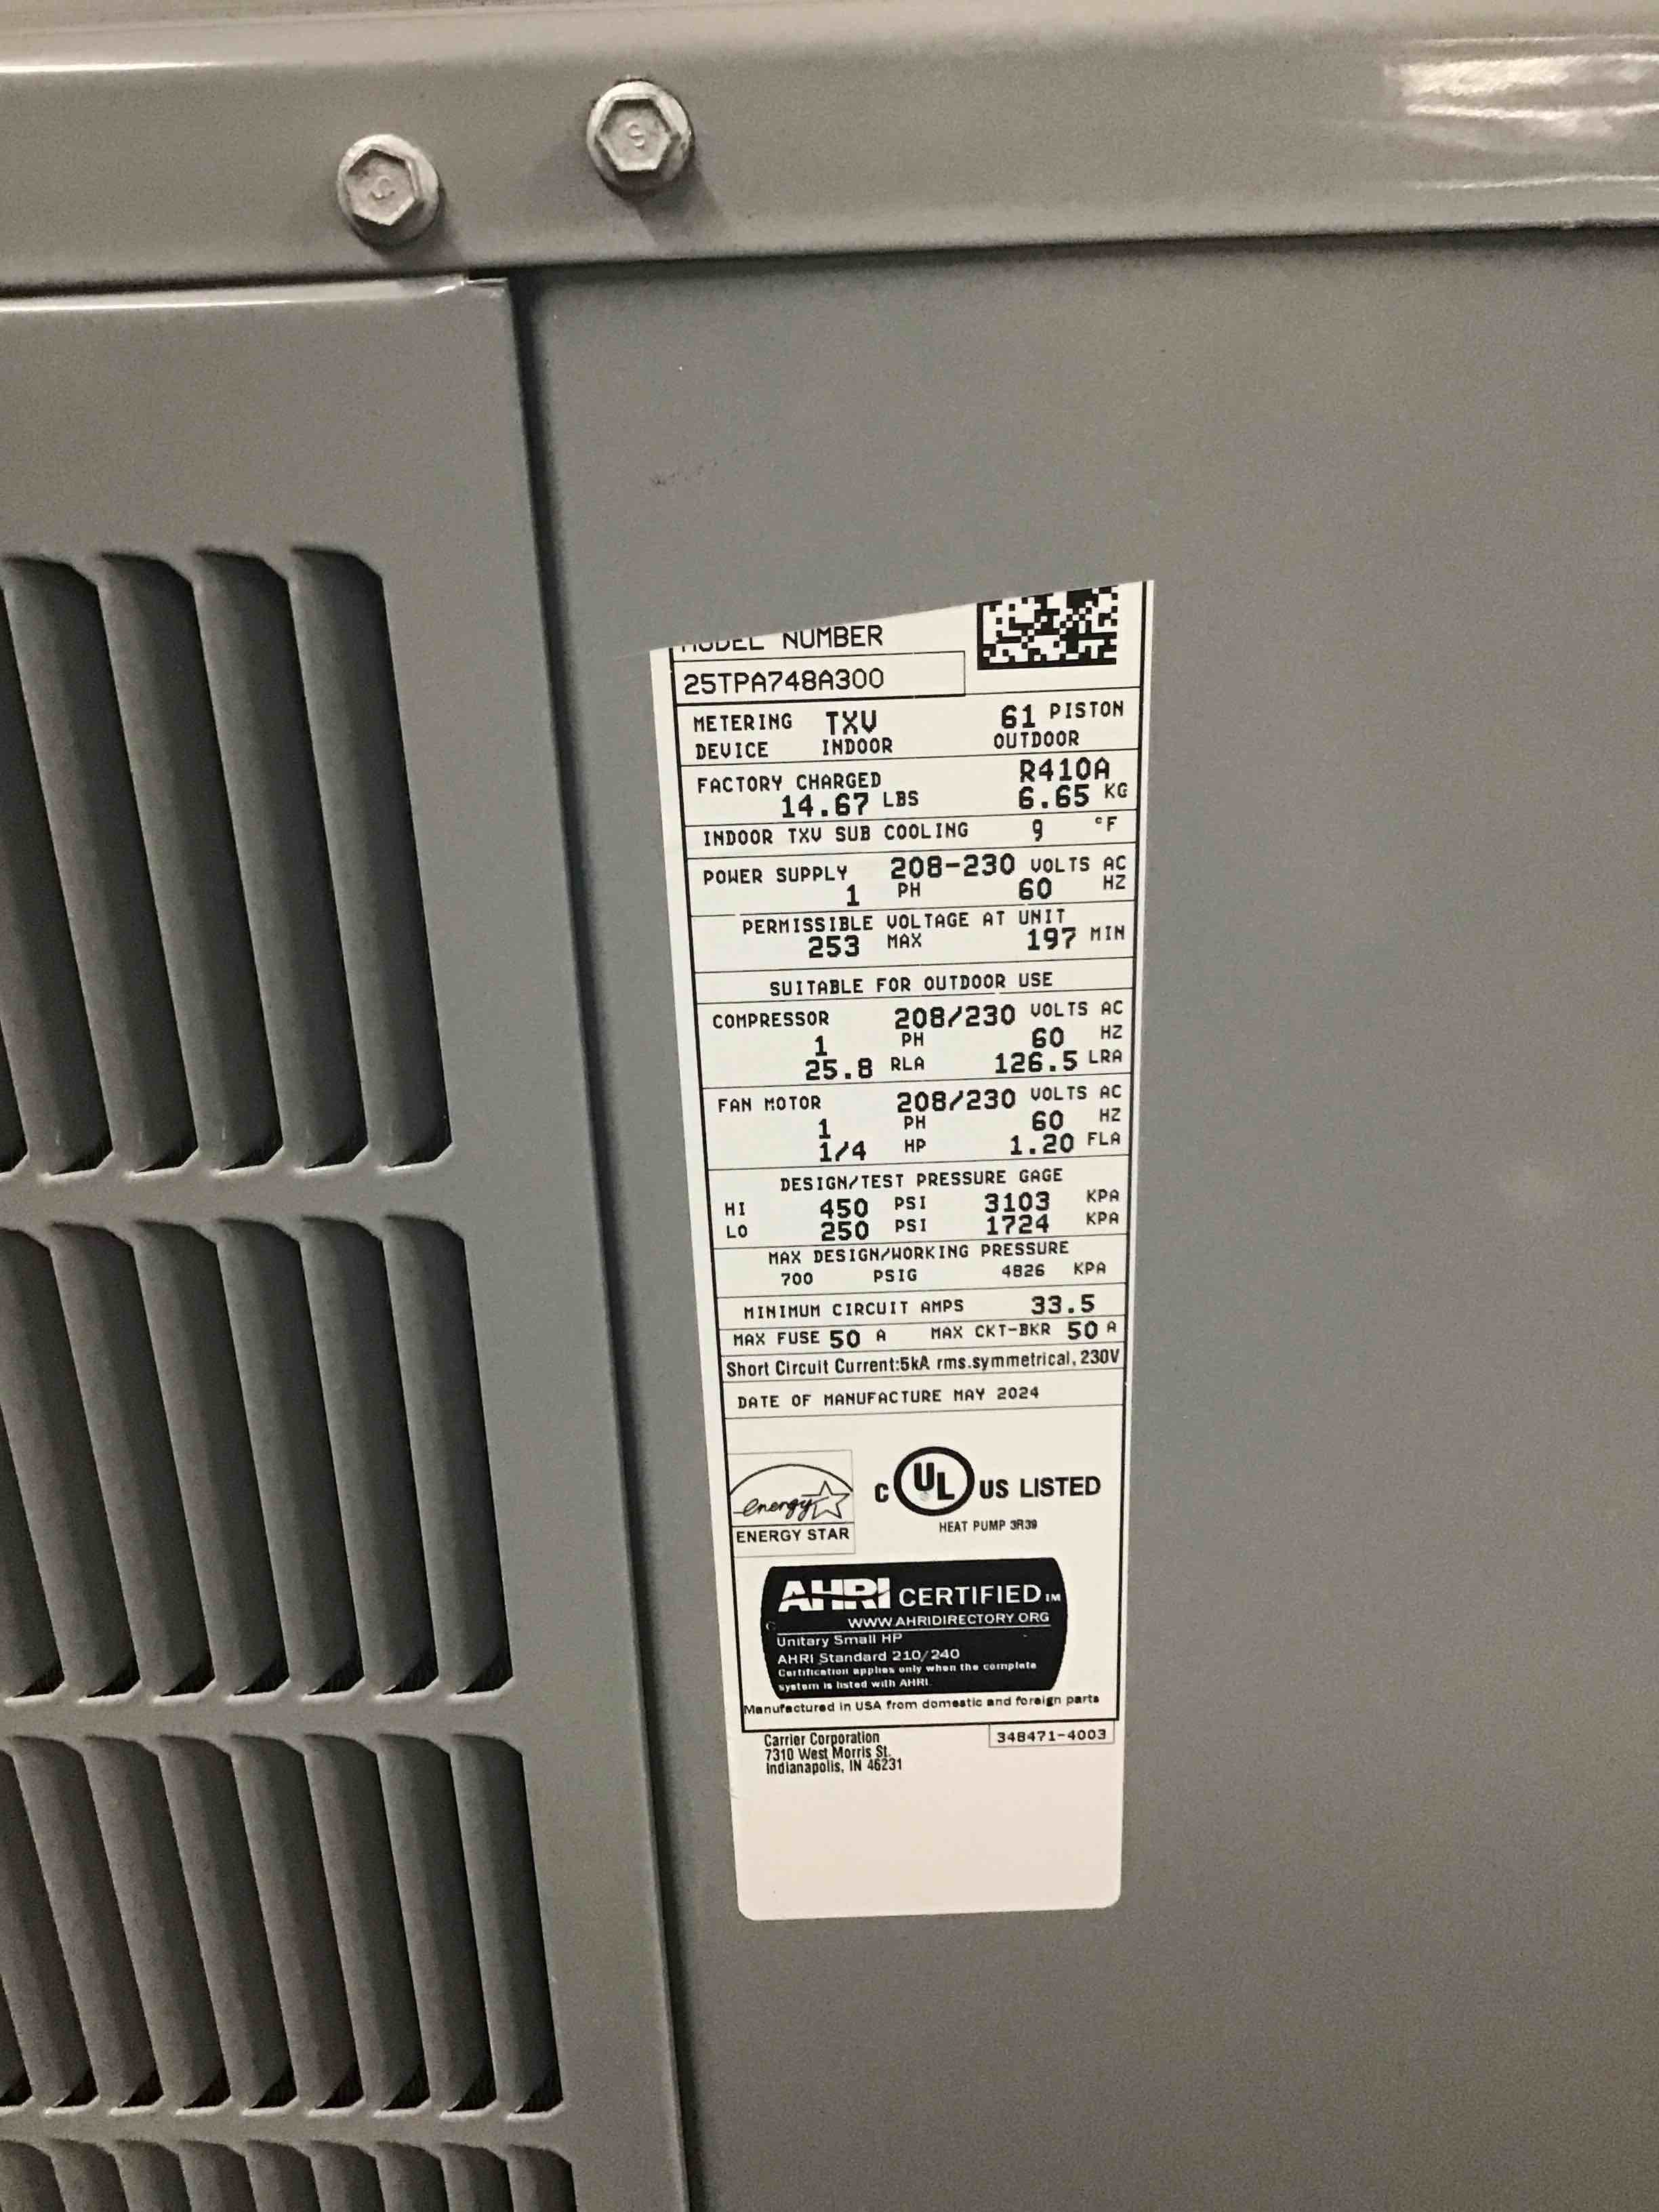 MODEL NUMBER
25TPA748A300
METERING TXV 61 PISTON
DEVICE INDOOR OUTDOOR
FACTORY CHARGED R410A
14.67 LBS 6.65 KG
INDOOR TXV SUB COOLING 9 °F
POWER SUPPLY 208-230 VOLTS AC
1 PH 60 HZ
PERMISSIBLE VOLTAGE AT UNIT
253 MAX 197 MIN
SUITABLE FOR OUTDOOR USE
COMPRESSOR 208/230 VOLTS AC
1 PH 60 HZ
25.8 RLA 126.5 LRA
FAN MOTOR 208/230 VOLTS AC
1 PH 60 HZ
1/4 HP 1.20 FLA
DESIGN/TEST PRESSURE GAGE
HI 450 PSI 3103 KPA
LO 250 PSI 1724 KPA
MAX DESIGN/WORKING PRESSURE
700 PSIG 4826 KPA
MINIMUM CIRCUIT AMPS 33.5
MAX FUSE 50 A MAX CKT-BKR 50 A
Short Circuit Current:5kA rms.symmetrical, 230V
DATE OF MANUFACTURE MAY 2024
energy
ENERGY STAR
C UL US LISTED
HEAT PUMP 3R39
AHRI CERTIFIED TM
WWW.AHRIDIRECTORY.ORG
Unitary Small HP
AHRI Standard 210/240
Certification applies only when the complete
system is listed with AHRI.
Manufactured in USA from domestic and foreign parts
Carrier Corporation 348471-4003
7310 West Morris St.
Indianapolis, IN 46231